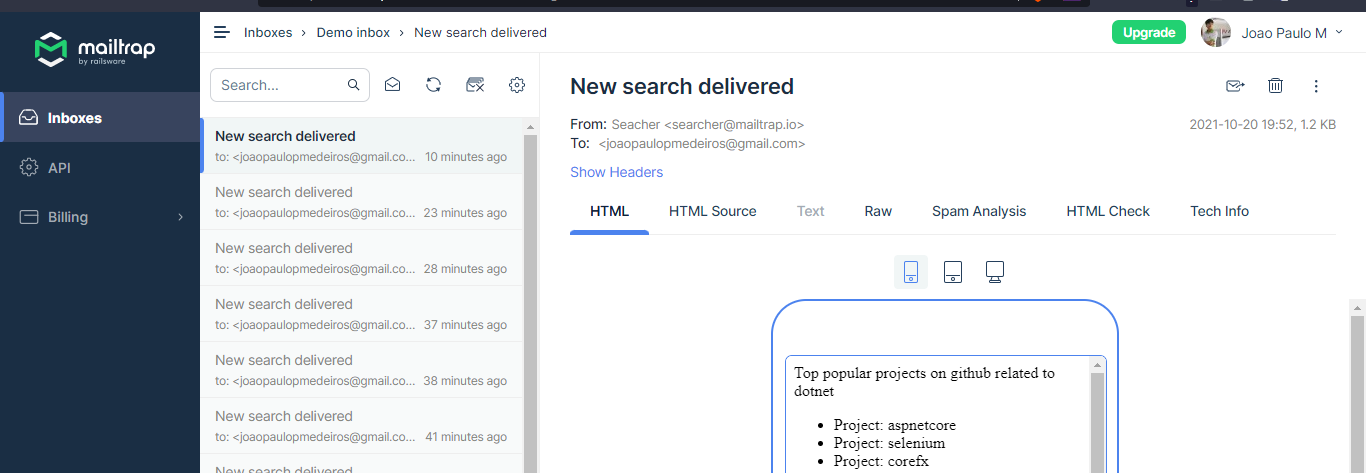 mailtrap
by railsware
Inboxes
API
Billing
Inboxes > Demo inbox > New search delivered
Upgrade
Joao Paulo M
Search...
New search delivered
to: <joaopaulopmedeiros@gmail.co... 10 minutes ago
New search delivered
to: <joaopaulopmedeiros@gmail.co... 23 minutes ago
New search delivered
to: <joaopaulopmedeiros@gmail.co... 28 minutes ago
New search delivered
to: <joaopaulopmedeiros@gmail.co... 37 minutes ago
New search delivered
to: <joaopaulopmedeiros@gmail.co... 38 minutes ago
New search delivered
to: <joaopaulopmedeiros@gmail.co... 41 minutes ago
New search delivered
New search delivered
From: Seacher <searcher@mailtrap.io>
2021-10-20 19:52, 1.2 KB
To: <joaopaulopmedeiros@gmail.com>
Show Headers
HTML HTML Source Text Raw Spam Analysis HTML Check Tech Info
Top popular projects on github related to
dotnet
• Project: aspnetcore
• Project: selenium
• Project: corefx